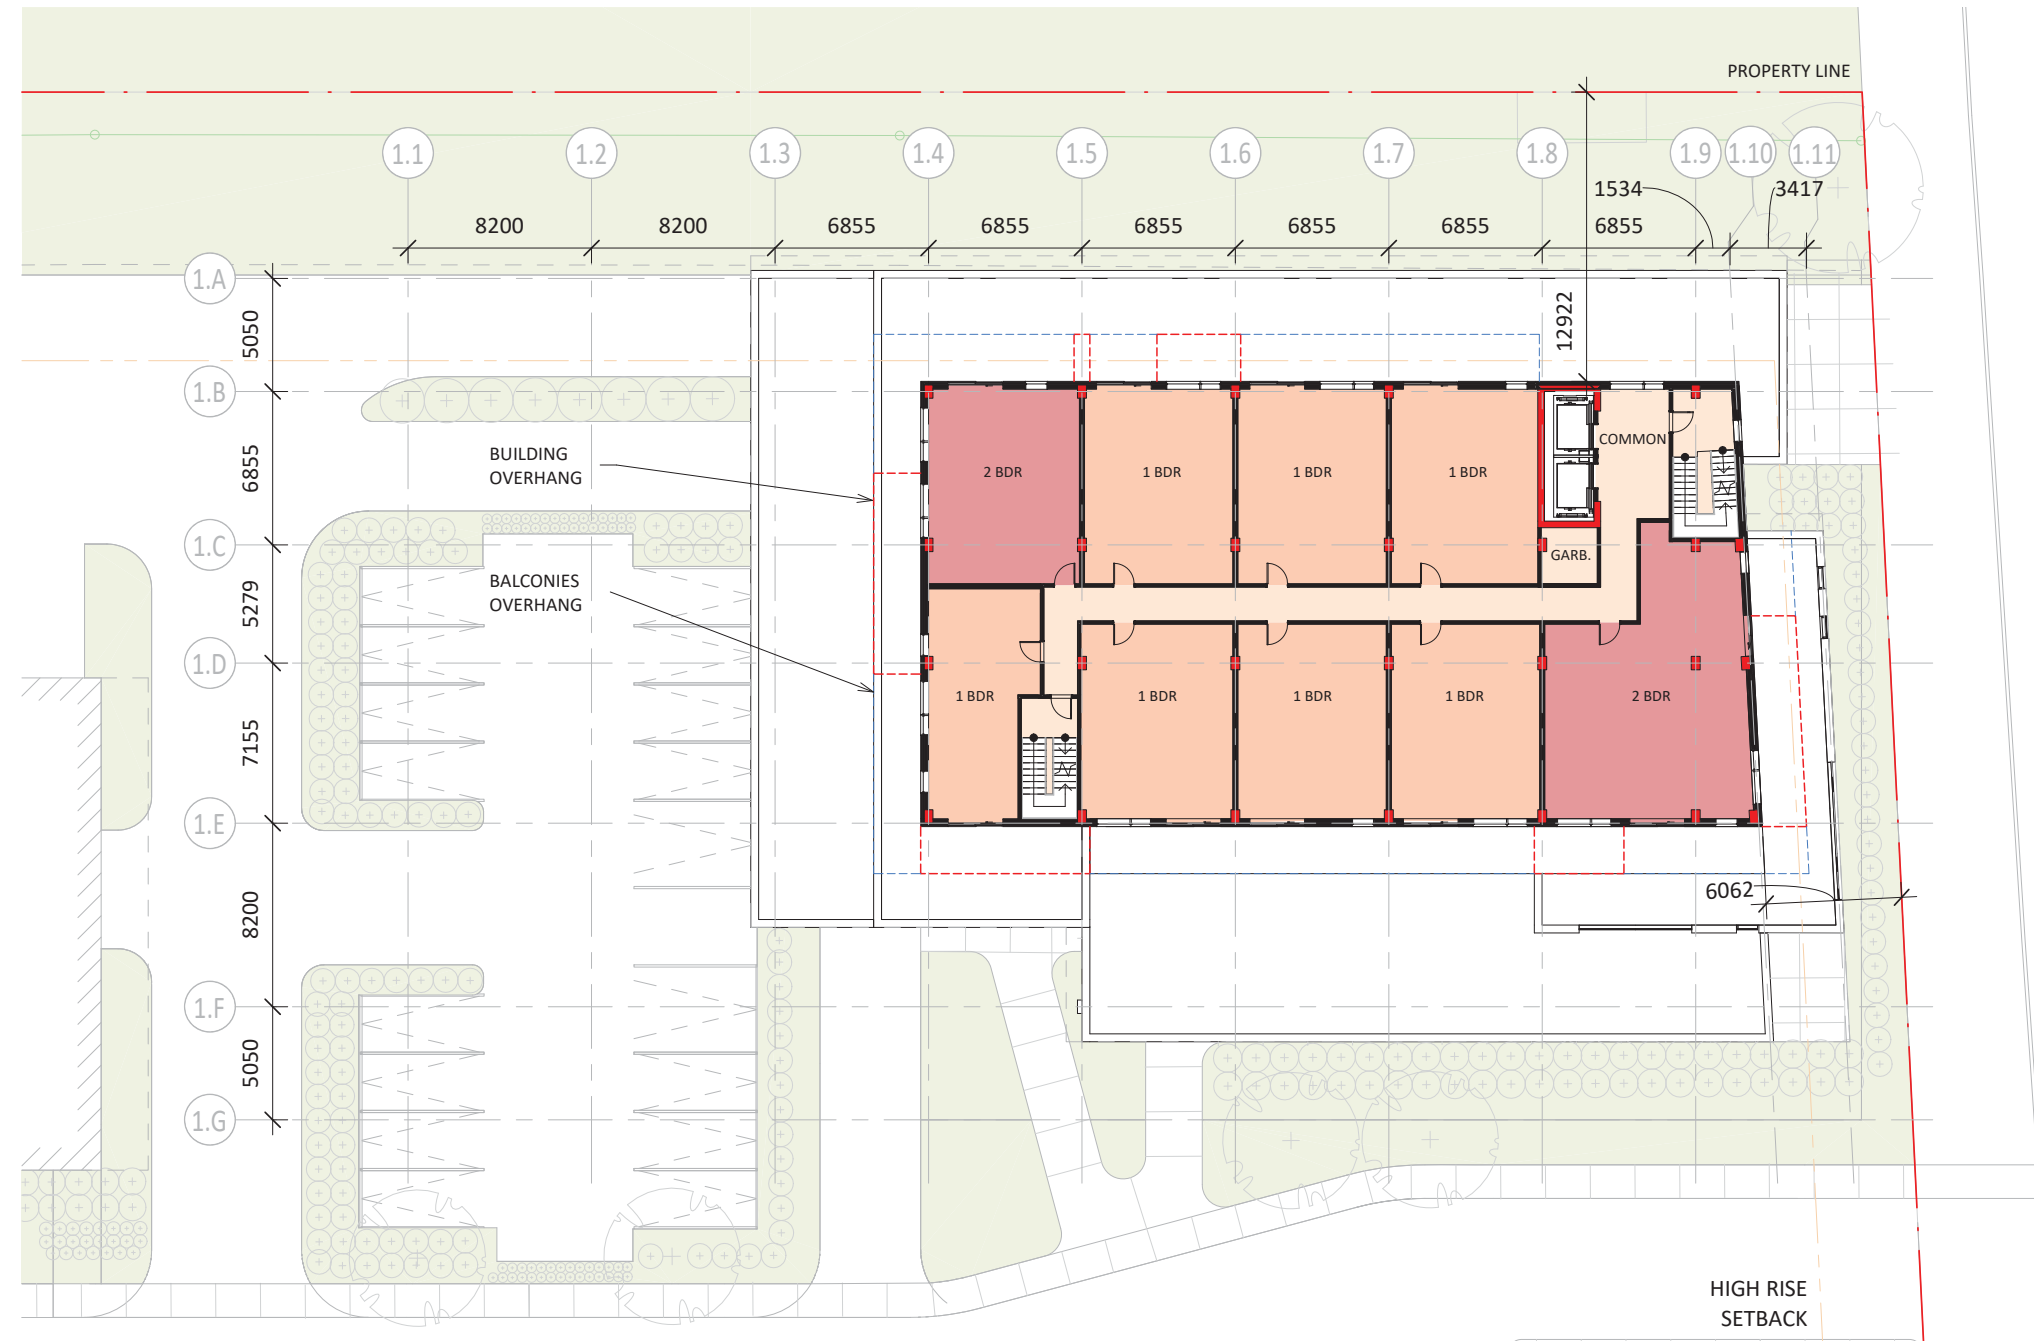 PROPERTY LINE
1.1
1.2
1.3
1.4
1.5
1.6
1.7
1.8
1.9
1.10
1.11
1534
3417
8200
8200
6855
6855
6855
6855
6855
6855
1.A
5050
12922
1.B
6855
BUILDING
OVERHANG
COMMON
2 BDR
1 BDR
1 BDR
1 BDR
1.C
GARB.
5279
BALCONIES
OVERHANG
1.D
1 BDR
1 BDR
1 BDR
1 BDR
2 BDR
7155
1.E
8200
6062
1.F
5050
1.G
HIGH RISE
SETBACK